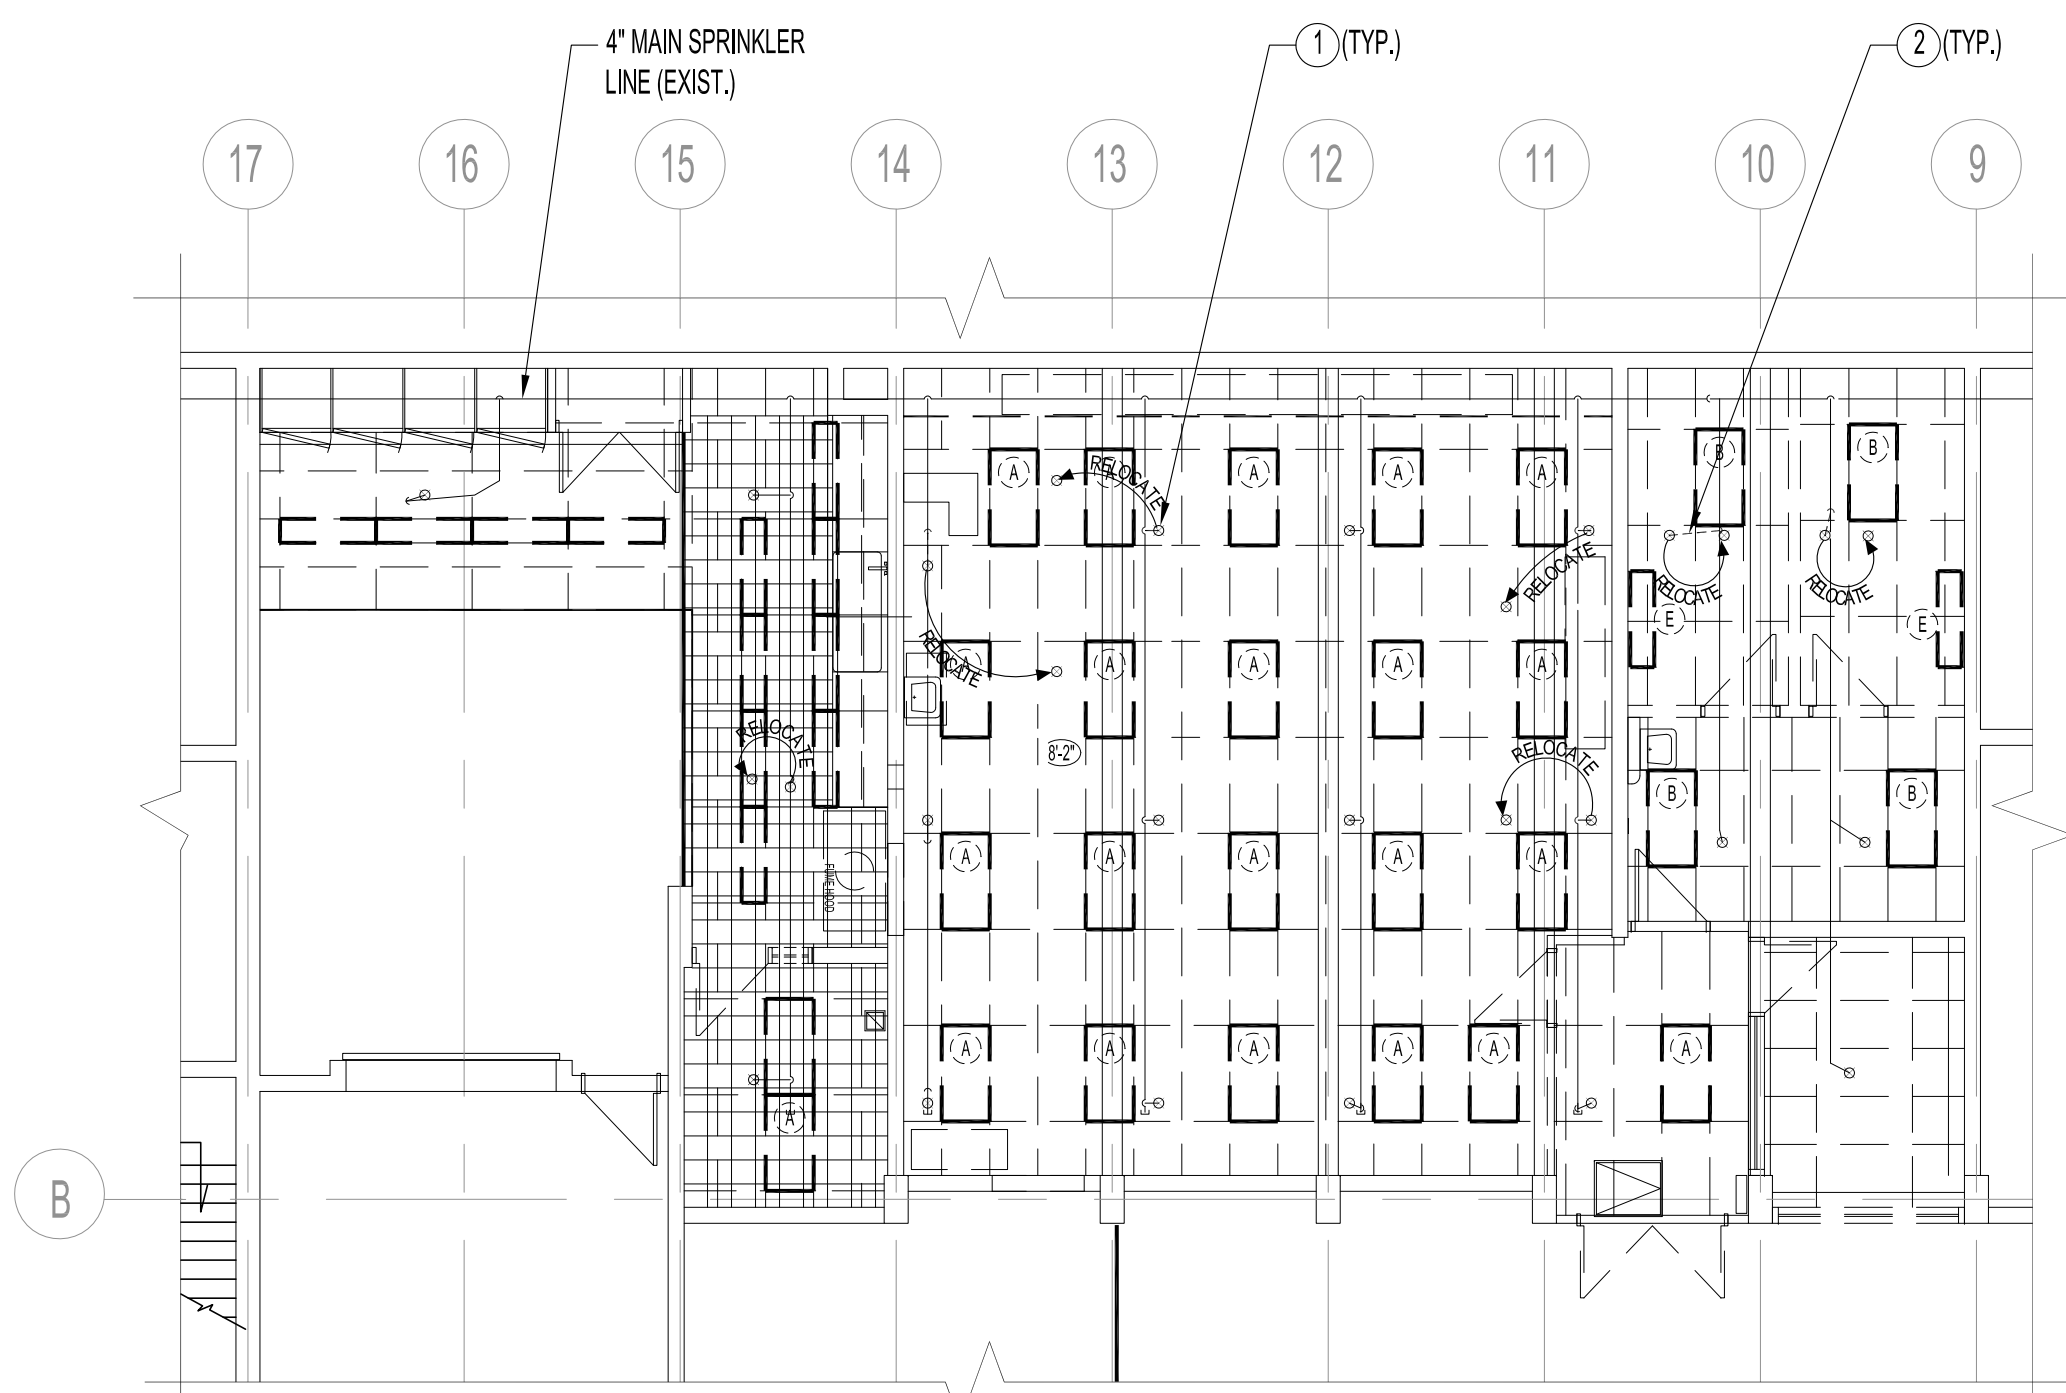 4" MAIN SPRINKLER
LINE (EXIST.)
1 (TYP.)
2 (TYP.)
17 16 15 14 13 12 11 10 9
A A A A A B B
RELOCATE
RELOCATE
RELOCATE RELOCATE
E E
RELOCATE
A A A A A
RELOCATE
8'-2"
RELOCATE
B B
A A A A A
FUME HOOD
A A A A A A
A
B